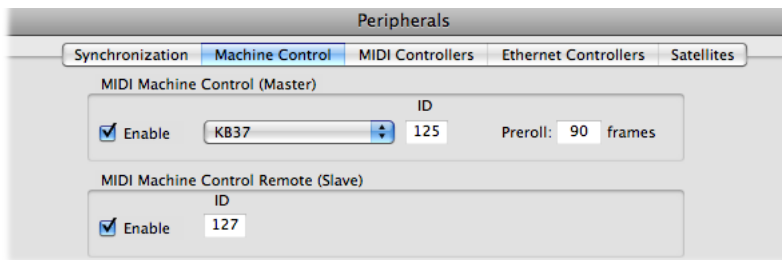 Peripherals
Synchronization Machine Control MIDI Controllers Ethernet Controllers Satellites
MIDI Machine Control (Master)
ID
Enable KB37 125 Preroll: 90 frames
MIDI Machine Control Remote (Slave)
ID
Enable 127